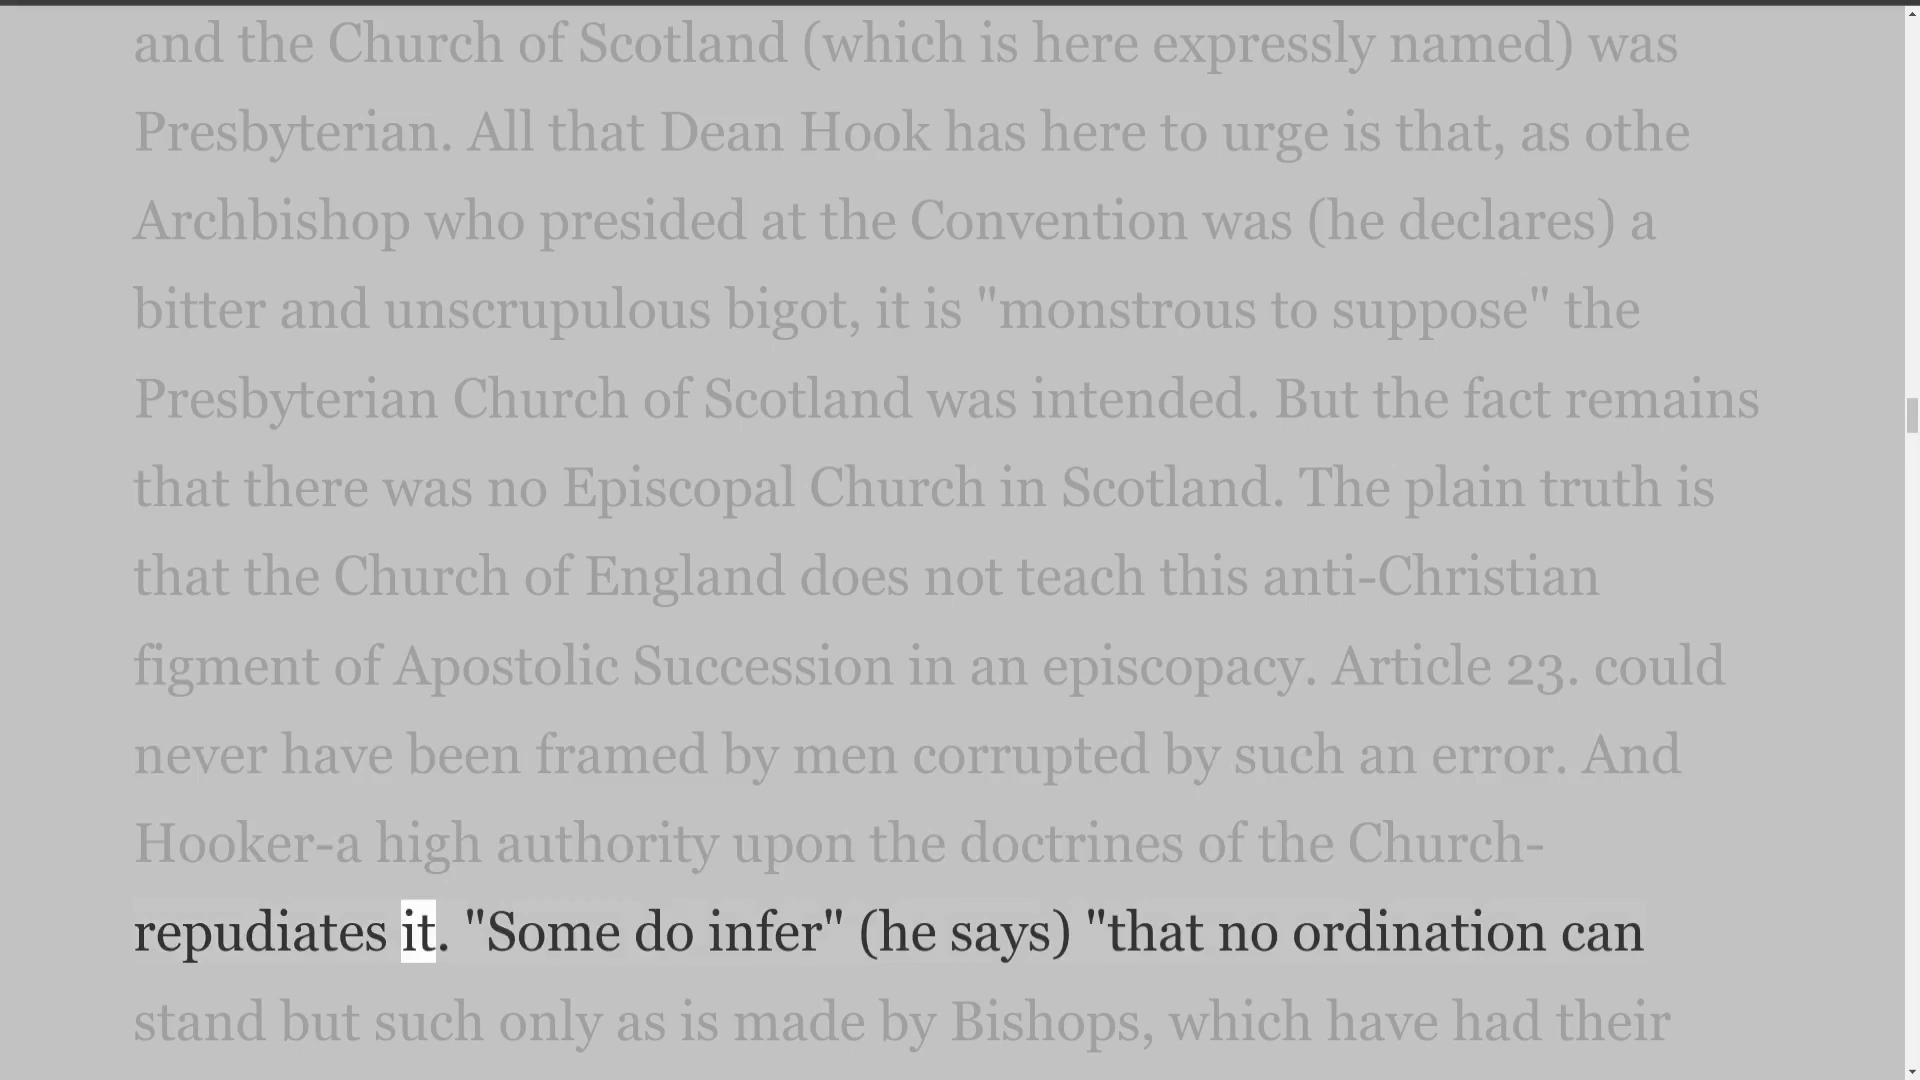 and the Church of Scotland (which is here expressly named) was
Presbyterian. All that Dean Hook has here to urge is that, as othe
Archbishop who presided at the Convention was (he declares) a
bitter and unscrupulous bigot, it is "monstrous to suppose" the
Presbyterian Church of Scotland was intended. But the fact remains
that there was no Episcopal Church in Scotland. The plain truth is
that the Church of England does not teach this anti-Christian
figment of Apostolic Succession in an episcopacy. Article 23. could
never have been framed by men corrupted by such an error. And
Hooker-a high authority upon the doctrines of the Church-
repudiates it. "Some do infer" (he says) "that no ordination can
stand but such only as is made by Bishops, which have had their